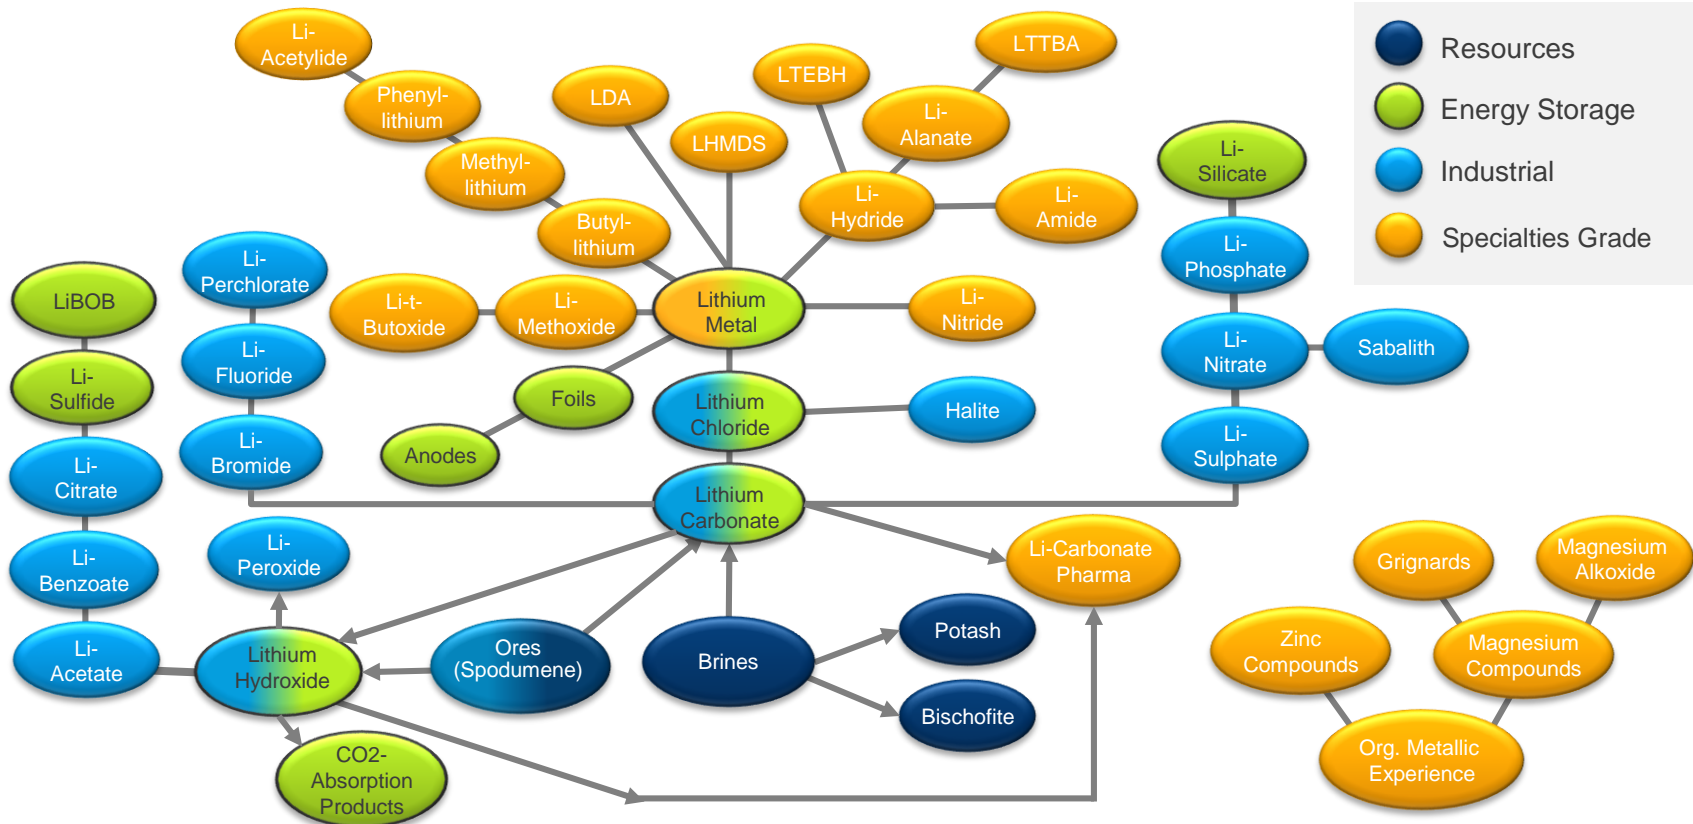 Li-
Acetylide
Phenyl-
lithium
Methyl-
lithium
Butyl-
lithium
LDA
LHMDS
LTEBH
LTTBA
Li-
Alanate
Li-
Hydride
Li-
Amide
Resources
Energy Storage
Industrial
Specialties Grade
Li-
Silicate
Li-
Phosphate
Li-
Nitrate
Sabalith
Li-
Sulphate
LiBOB
Li-
Sulfide
Li-
Citrate
Li-
Benzoate
Li-
Acetate
Li-
Perchlorate
Li-
Fluoride
Li-
Bromide
Li-
Peroxide
Li-t-
Butoxide
Li-
Methoxide
Lithium
Metal
Li-
Nitride
Foils
Anodes
Lithium
Chloride
Halite
Lithium
Carbonate
Li-Carbonate
Pharma
Lithium
Hydroxide
Ores
(Spodumene)
Brines
Potash
Bischofite
CO2-
Absorption
Products
Grignards
Magnesium
Alkoxide
Zinc
Compounds
Magnesium
Compounds
Org. Metallic
Experience